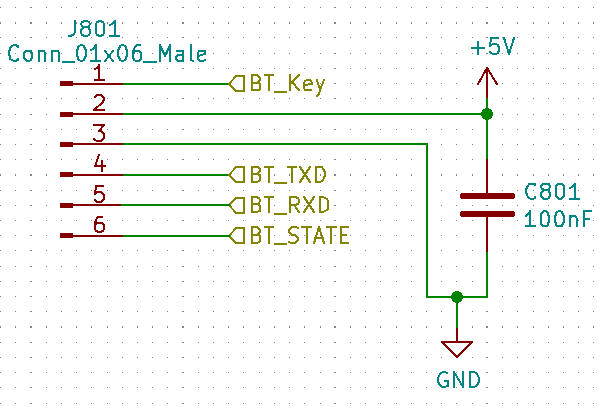 J801
Conn_01x06_Male
1
BT_Key
2
3
4
BT_TXD
5
BT_RXD
6
BT_STATE
+5V
C801
100nF
GND